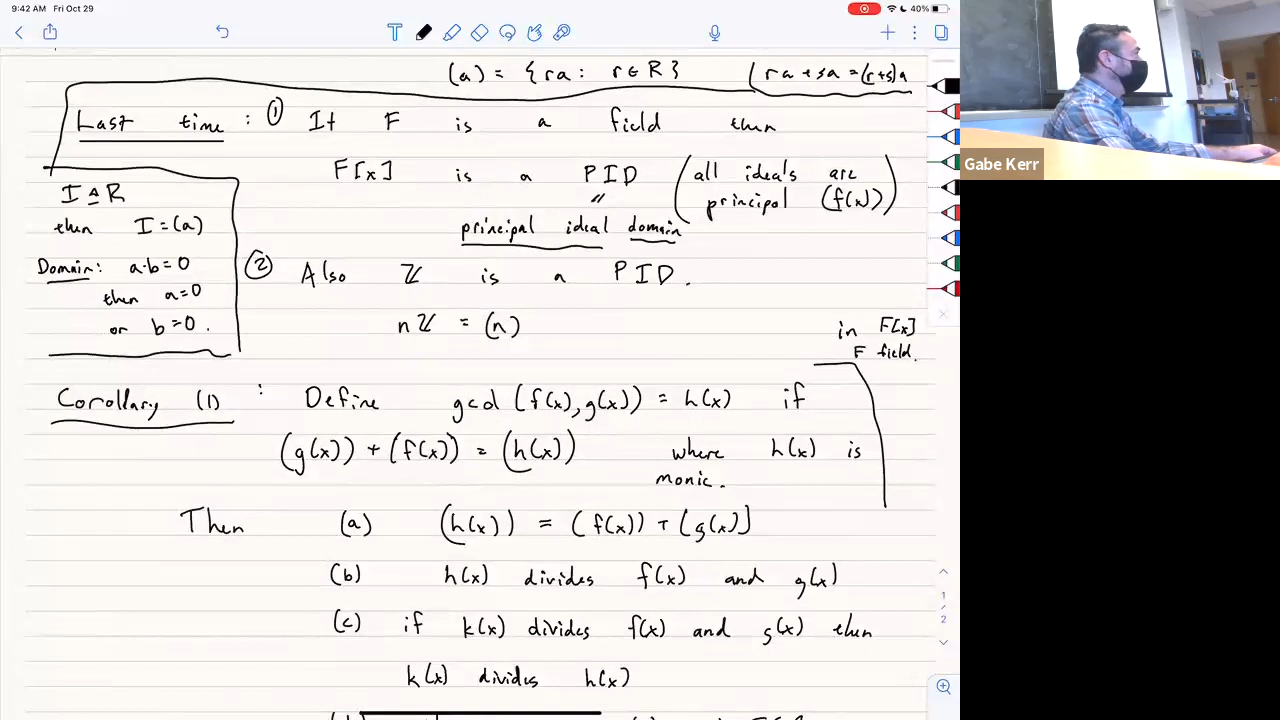 9:42 AM Fri Oct 29
40%
(a) = { ra : r ∈ R } ( ra + sa = (r+s)a
Last time : ① If F is a field then
F[x] is a PID ( all ideals are principal (f(x)) )
principal ideal domain
I ⊴ R
then I = (a)
Domain: a·b = 0
then a = 0
or b = 0 .
② Also ℤ is a PID .
nℤ = (n)
in F[x]
F field.
Corollary (1) : Define gcd (f(x), g(x)) = h(x) if
(g(x)) + (f(x)) = (h(x)) where h(x) is
monic.
Then (a) (h(x)) = (f(x)) + (g(x)]
(b) h(x) divides f(x) and g(x)
(c) if k(x) divides f(x) and g(x) then
k(x) divides h(x)
1
/
2
Gabe Kerr